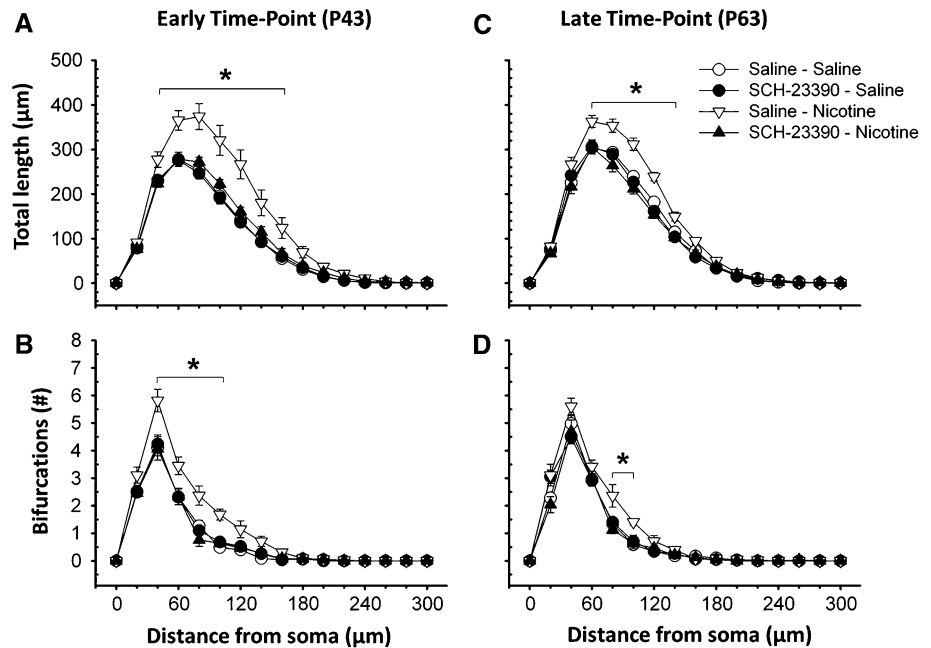 A
Early Time-Point (P43)
C
Late Time-Point (P63)
Total length (µm)
500
400
300
200
100
0
*
*
Saline - Saline
SCH-23390 - Saline
Saline - Nicotine
SCH-23390 - Nicotine
B
D
Bifurcations (#)
8
7
6
5
4
3
2
1
0
*
*
0 60 120 180 240 300
0 60 120 180 240 300
Distance from soma (µm)
Distance from soma (µm)